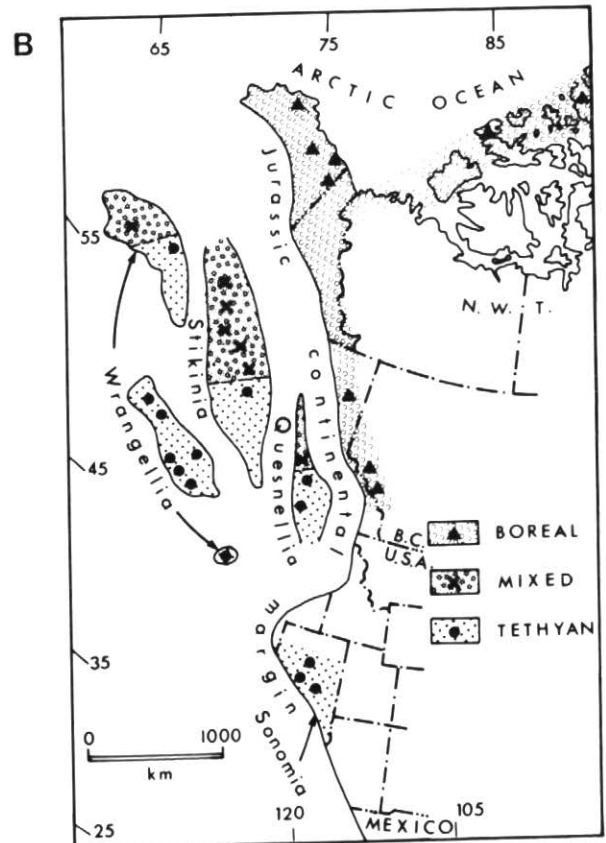 B
65
75
85
ARCTIC OCEAN
Jurassic
continental
margin
55
N.W.T.
Stikinia
Wrangellia
Quesnellia
45
B.C.
U.S.A.
BOREAL
MIXED
TETHYAN
35
Sonomia
0 1000
km
120
105
MEXICO
25